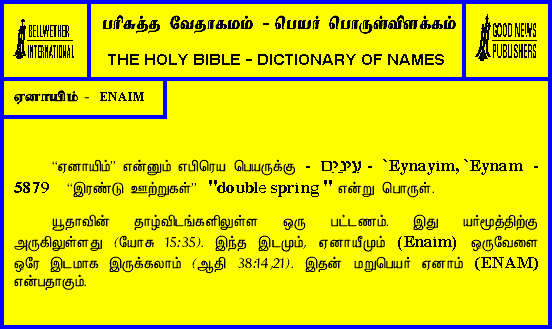 BELLWETHER
INTERNATIONAL
பரிசுத்த வேதாகமம் - பெயர் பொருள்விளக்கம்
THE HOLY BIBLE - DICTIONARY OF NAMES
GOOD NEWS
PUBLISHERS
ஏனாயிம் - ENAIM
“ஏனாயிம்” என்னும் எபிரெய பெயருக்கு - עֵינַיִם - `Eynayim, `Eynam -
5879 “இரண்டு ஊற்றுகள்” "double spring" என்று பொருள்.
யூதாவின் தாழ்விடங்களிலுள்ள ஒரு பட்டணம். இது யர்மூத்திற்கு
அருகிலுள்ளது (யோசு 15:35). இந்த இடமும், ஏனாயீமும் (Enaim) ஒருவேளை
ஒரே இடமாக இருக்கலாம் (ஆதி 38:14,21). இதன் மறுபெயர் ஏனாம் (ENAM)
என்பதாகும்.